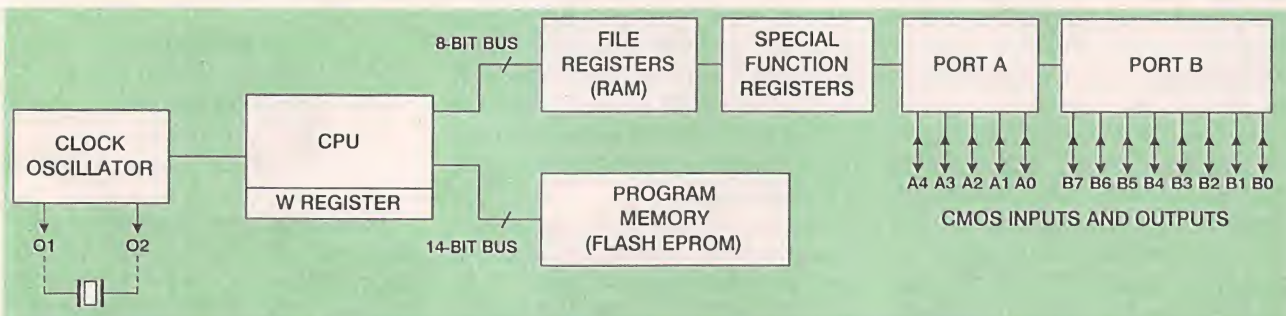 8-BIT BUS
FILE
REGISTERS
(RAM)
SPECIAL
FUNCTION
REGISTERS
PORT A
PORT B
CLOCK
OSCILLATOR
CPU
W REGISTER
A4 A3 A2 A1 A0
B7 B6 B5 B4 B3 B2 B1 B0
CMOS INPUTS AND OUTPUTS
O1 O2
14-BIT BUS
PROGRAM
MEMORY
(FLASH EPROM)